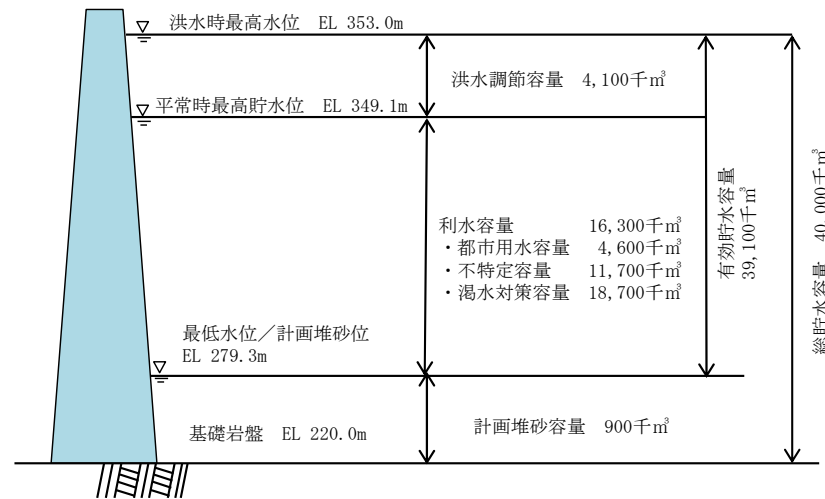 洪水時最高水位　EL 353.0m
洪水調節容量　4,100千㎥
平常時最高貯水位　EL 349.1m
利水容量　16,300千㎥
・都市用水容量　4,600千㎥
・不特定容量　11,700千㎥
・渇水対策容量　18,700千㎥
有効貯水容量
39,100千㎥
総貯水容量　40,000千㎥
最低水位／計画堆砂位
EL 279.3m
基礎岩盤　EL 220.0m
計画堆砂容量　900千㎥